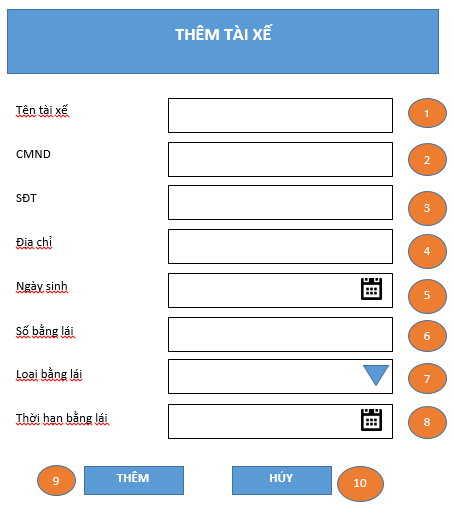 THÊM TÀI XẾ
Tên tài xế 1
CMND 2
SĐT 3
Địa chỉ 4
Ngày sinh 5
Số bằng lái 6
Loại bằng lái 7
Thời hạn bằng lái 8
9 THÊM HỦY 10